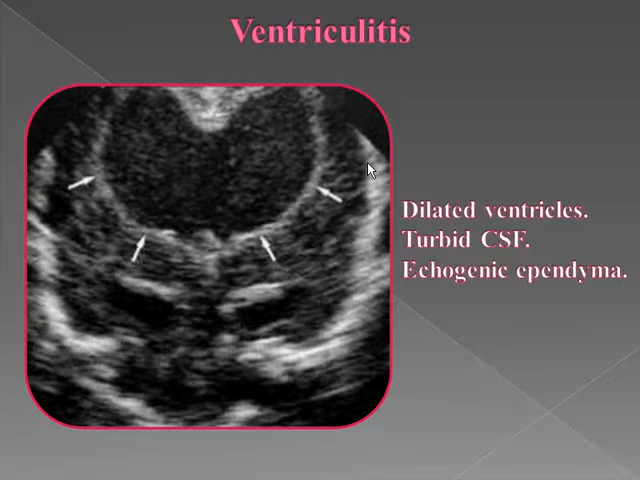 Ventriculitis
Dilated ventricles.
Turbid CSF.
Echogenic ependyma.